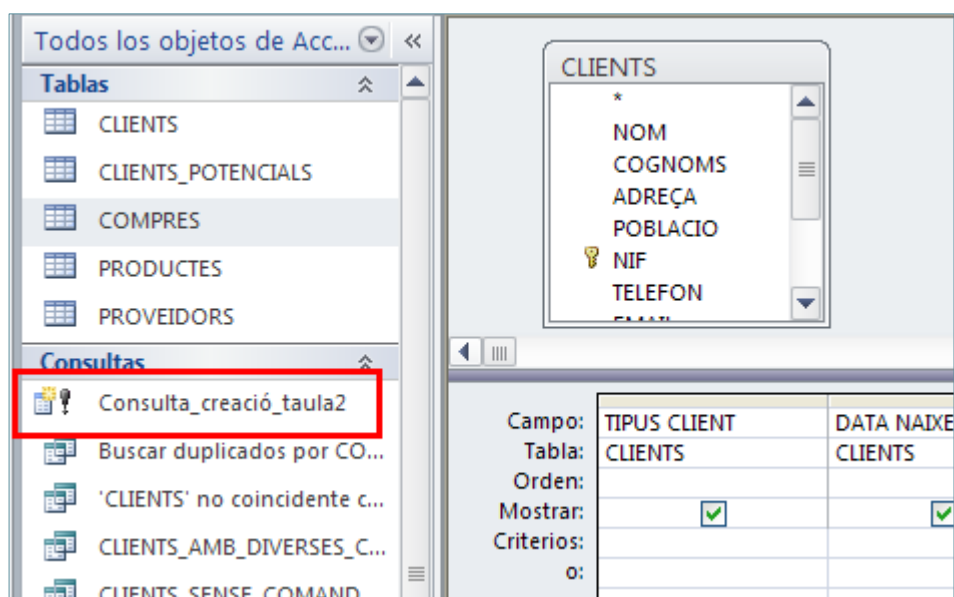 Todos los objetos de Acc...
Tablas
CLIENTS
CLIENTS_POTENCIALS
COMPRES
PRODUCTES
PROVEIDORS
Consultas
Consulta_creació_taula2
Buscar duplicados por CO...
'CLIENTS' no coincidente c...
CLIENTS_AMB_DIVERSES_C...
CLIENTS_SENSE_COMAND
CLIENTS
*
NOM
COGNOMS
ADREÇA
POBLACIO
NIF
TELEFON
EMAIL
Campo: TIPUS CLIENT DATA NAIXE
Tabla: CLIENTS CLIENTS
Orden:
Mostrar:
Criterios:
o: